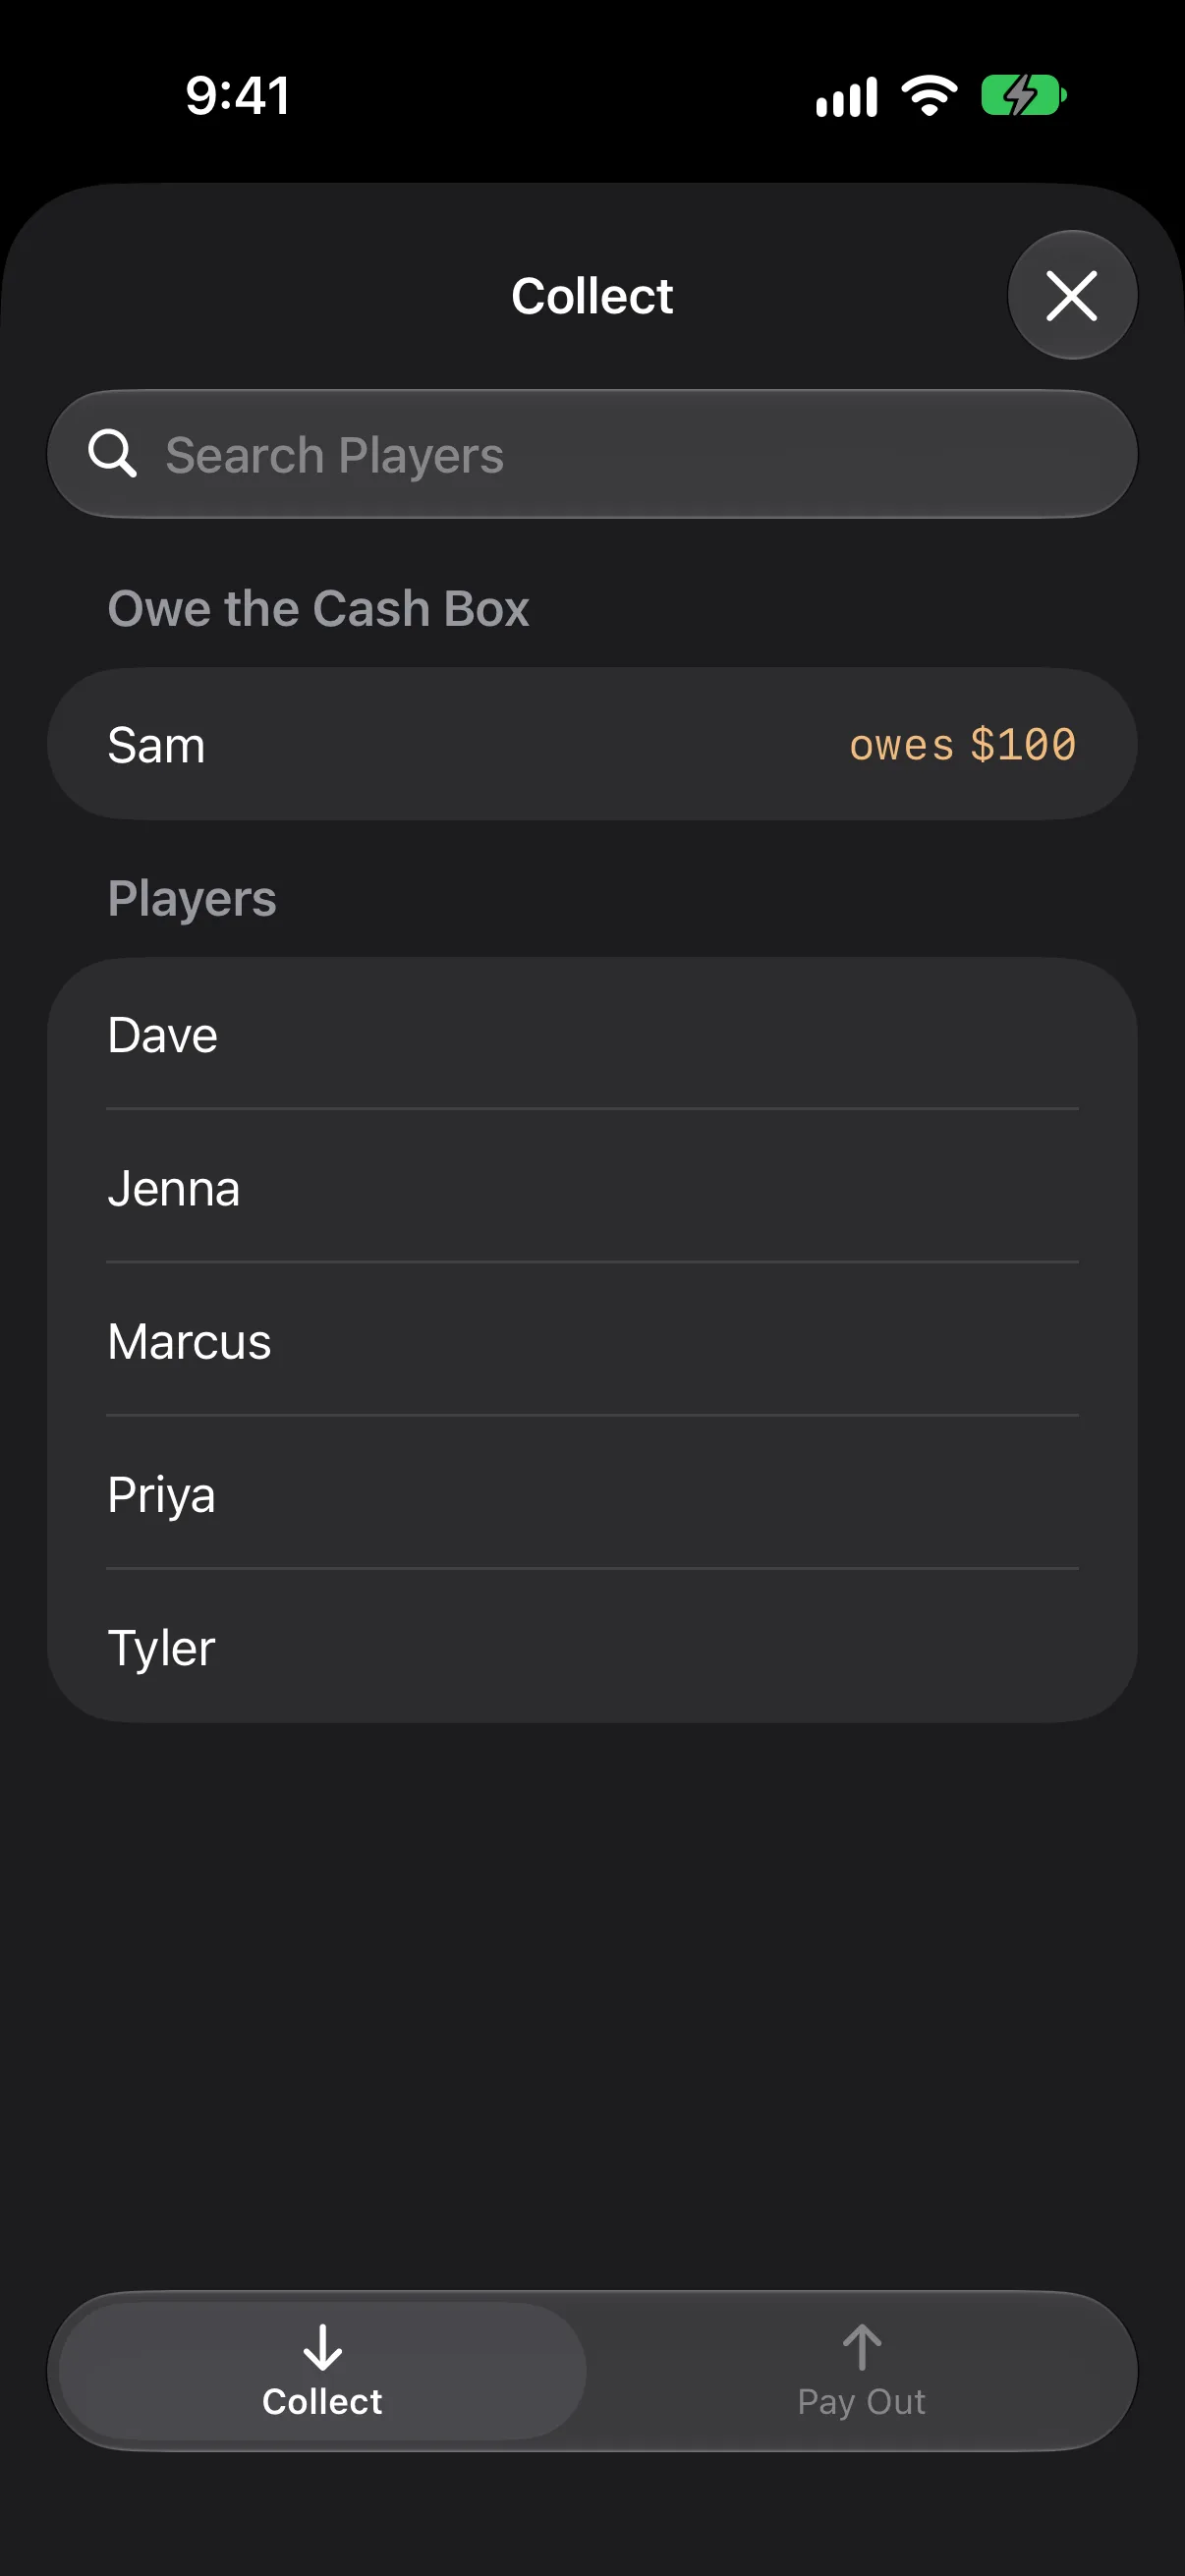 9:41
Collect
Search Players
Owe the Cash Box
Sam owes $100
Players
Dave
Jenna
Marcus
Priya
Tyler
Collect Pay Out